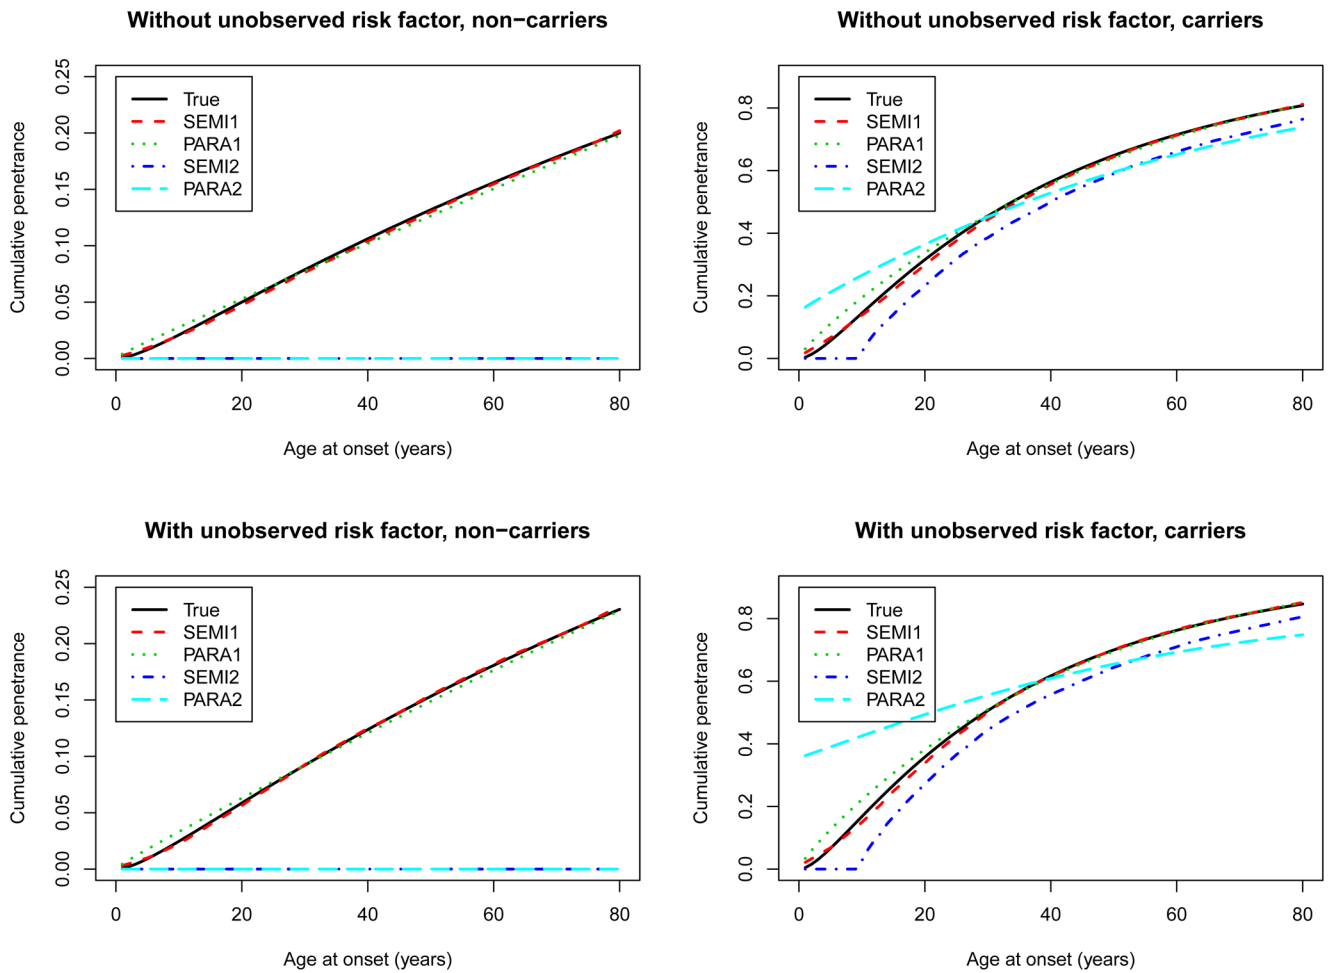 Without unobserved risk factor, non−carriers
Cumulative penetrance
0.25
0.20
0.15
0.10
0.05
0.00
True
SEMI1
PARA1
SEMI2
PARA2
0 20 40 60 80
Age at onset (years)
Without unobserved risk factor, carriers
Cumulative penetrance
0.8
0.6
0.4
0.2
0.0
True
SEMI1
PARA1
SEMI2
PARA2
0 20 40 60 80
Age at onset (years)
With unobserved risk factor, non−carriers
Cumulative penetrance
0.25
0.20
0.15
0.10
0.05
0.00
True
SEMI1
PARA1
SEMI2
PARA2
0 20 40 60 80
Age at onset (years)
With unobserved risk factor, carriers
Cumulative penetrance
0.8
0.6
0.4
0.2
0.0
True
SEMI1
PARA1
SEMI2
PARA2
0 20 40 60 80
Age at onset (years)